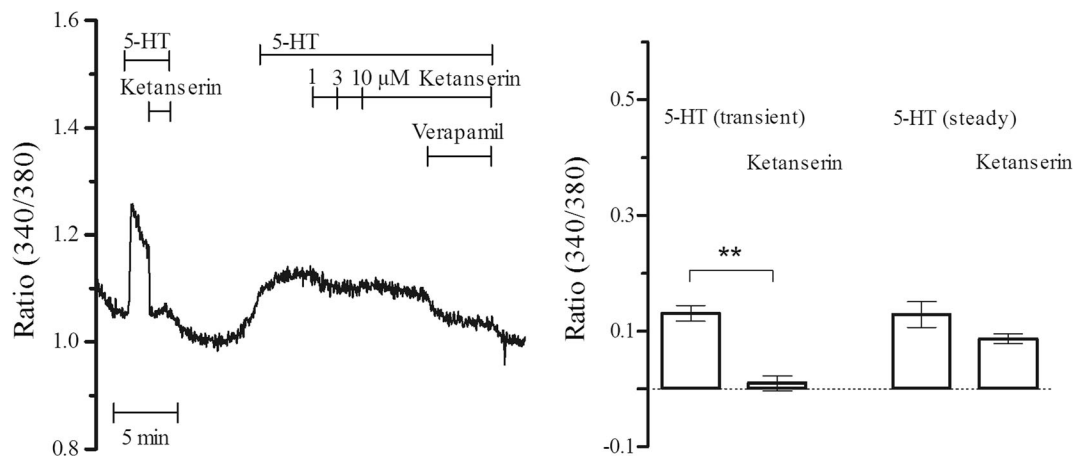 1.6
1.4
1.2
1.0
0.8
Ratio (340/380)
5-HT
Ketanserin
5-HT
1 3 10 µM Ketanserin
Verapamil
5 min
0.5
0.3
0.1
-0.1
Ratio (340/380)
5-HT (transient)
Ketanserin
**
5-HT (steady)
Ketanserin